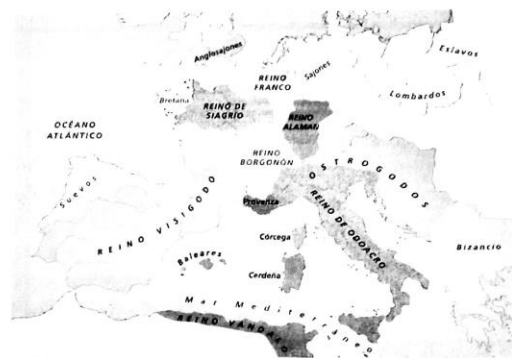 Anglosajones
Eslavos
REINO
FRANCO
Sajones
Lombardos
Bretaña
REINO DE
SIAGRIO
REINO
ALAMAN
OCÉANO
ATLÁNTICO
REINO
BORGOÑÓN
OSTROGODOS
Suevos
REINO VISIGODO
Provenza
REINO DE ODOACRO
Córcega
Bizancio
Baleares
Cerdeña
Mar Mediterráneo
REINO VANDALO